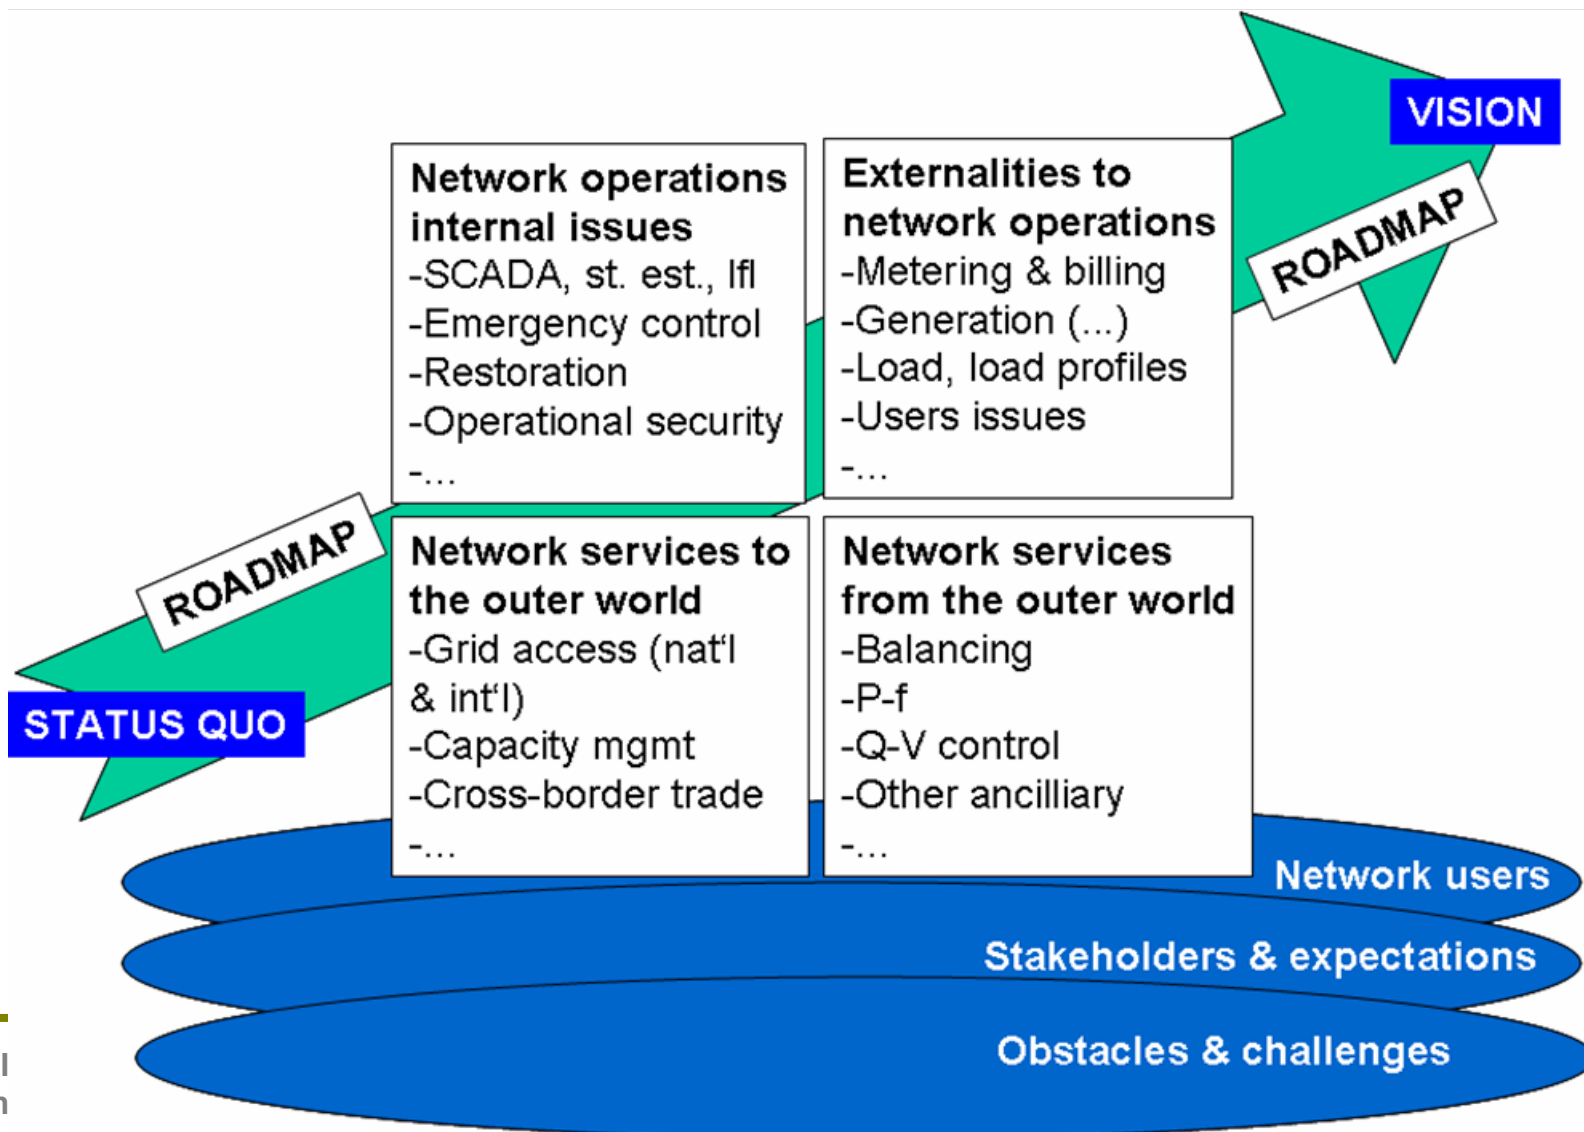 VISION
ROADMAP
Network operations
internal issues
-SCADA, st. est., lfl
-Emergency control
-Restoration
-Operational security
-...
Externalities to
network operations
-Metering & billing
-Generation (...)
-Load, load profiles
-Users issues
-...
ROADMAP
STATUS QUO
Network services to
the outer world
-Grid access (nat‘l
& int‘l)
-Capacity mgmt
-Cross-border trade
-...
Network services
from the outer world
-Balancing
-P-f
-Q-V control
-Other ancilliary
-...
Network users
Stakeholders & expectations
Obstacles & challenges